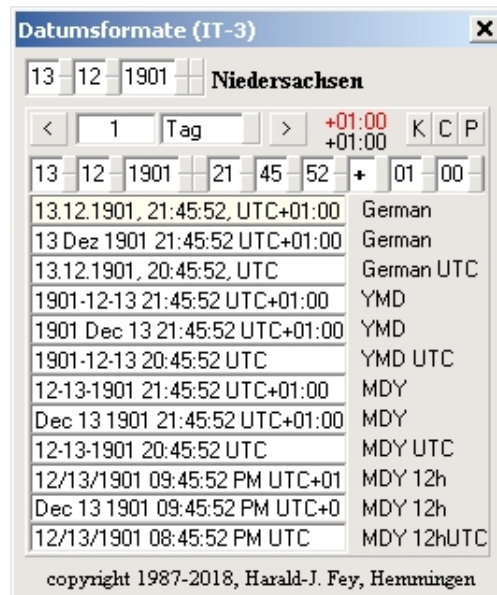 Datumsformate (IT-3)
13 12 1901 Niedersachsen
+01:00
< 1 Tag > +01:00 K C P
13 12 1901 21 45 52 + 01 00
13.12.1901, 21:45:52, UTC+01:00 German
13 Dez 1901 21:45:52 UTC+01:00 German
13.12.1901, 20:45:52, UTC German UTC
1901-12-13 21:45:52 UTC+01:00 YMD
1901 Dec 13 21:45:52 UTC+01:00 YMD
1901-12-13 20:45:52 UTC YMD UTC
12-13-1901 21:45:52 UTC+01:00 MDY
Dec 13 1901 21:45:52 UTC+01:00 MDY
12-13-1901 20:45:52 UTC MDY UTC
12/13/1901 09:45:52 PM UTC+01 MDY 12h
Dec 13 1901 09:45:52 PM UTC+0 MDY 12h
12/13/1901 08:45:52 PM UTC MDY 12hUTC
copyright 1987-2018, Harald-J. Fey, Hemmingen